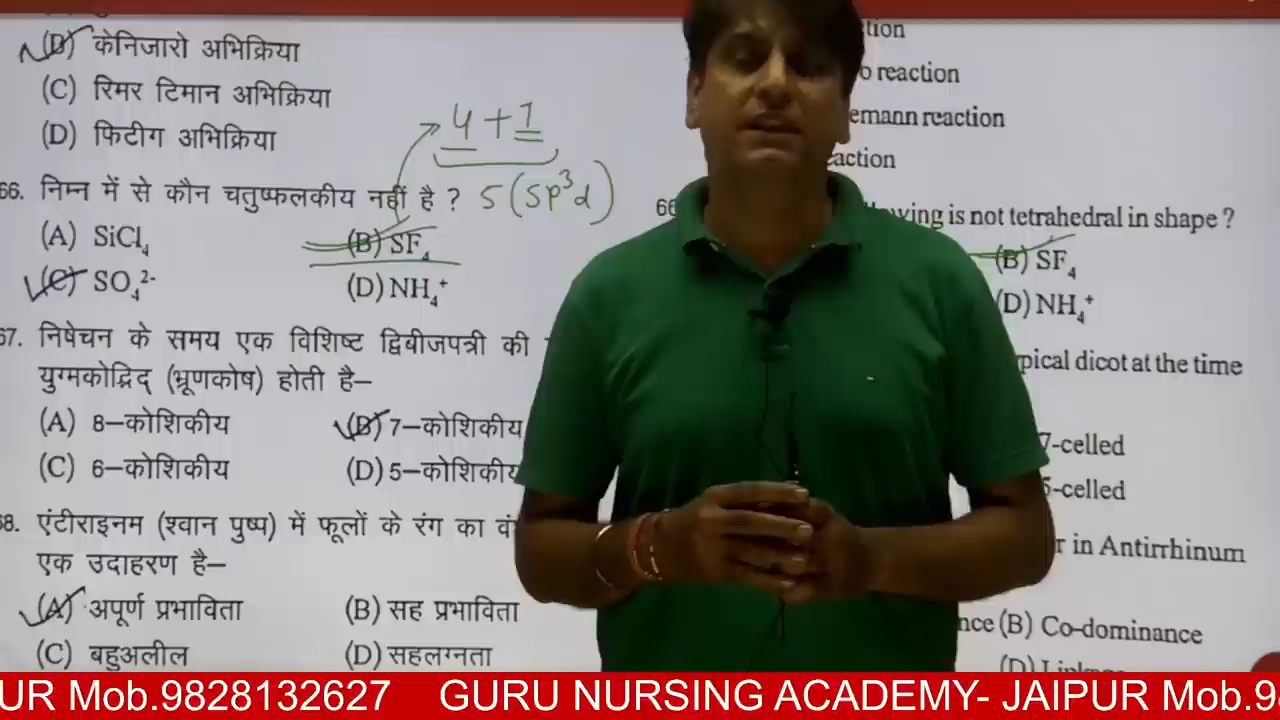 (B) केनिजारो अभिक्रिया
(C) रिमर टिमान अभिक्रिया
(D) फिटीग अभिक्रिया
4+1
66. निम्न में से कौन चतुष्फलकीय नहीं है ? 5 (sp³d)
(A) SiCl₄ (B) SF₄
(C) SO₄²⁻ (D) NH₄⁺
67. निषेचन के समय एक विशिष्ट द्विबीजपत्री की
युग्मकोद्भिद् (भ्रूणकोष) होती है–
(A) 8–कोशिकीय (B) 7–कोशिकीय
(C) 6–कोशिकीय (D) 5–कोशिकीय
68. एंटीराइनम (श्वान पुष्प) में फूलों के रंग का
एक उदाहरण है–
(A) अपूर्ण प्रभाविता (B) सह प्रभाविता
(C) बहुअलील (D) सहलग्नता
tion
o reaction
emann reaction
action
66
wing is not tetrahedral in shape ?
(B) SF₄
(D) NH₄⁺
pical dicot at the time
7-celled
5-celled
r in Antirrhinum
nce (B) Co-dominance
(D)
UR Mob.9828132627 GURU NURSING ACADEMY- JAIPUR Mob.9